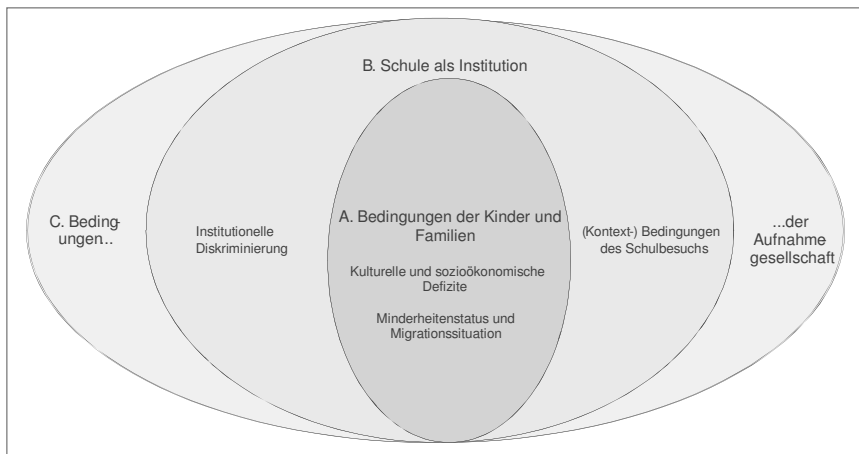 B. Schule als Institution
C. Beding-
ungen...
Institutionelle
Diskriminierung
A. Bedingungen der Kinder und
Familien
Kulturelle und sozioökonomische
Defizite
Minderheitenstatus und
Migrationssituation
(Kontext-) Bedingungen
des Schulbesuchs
...der
Aufnahme
gesellschaft